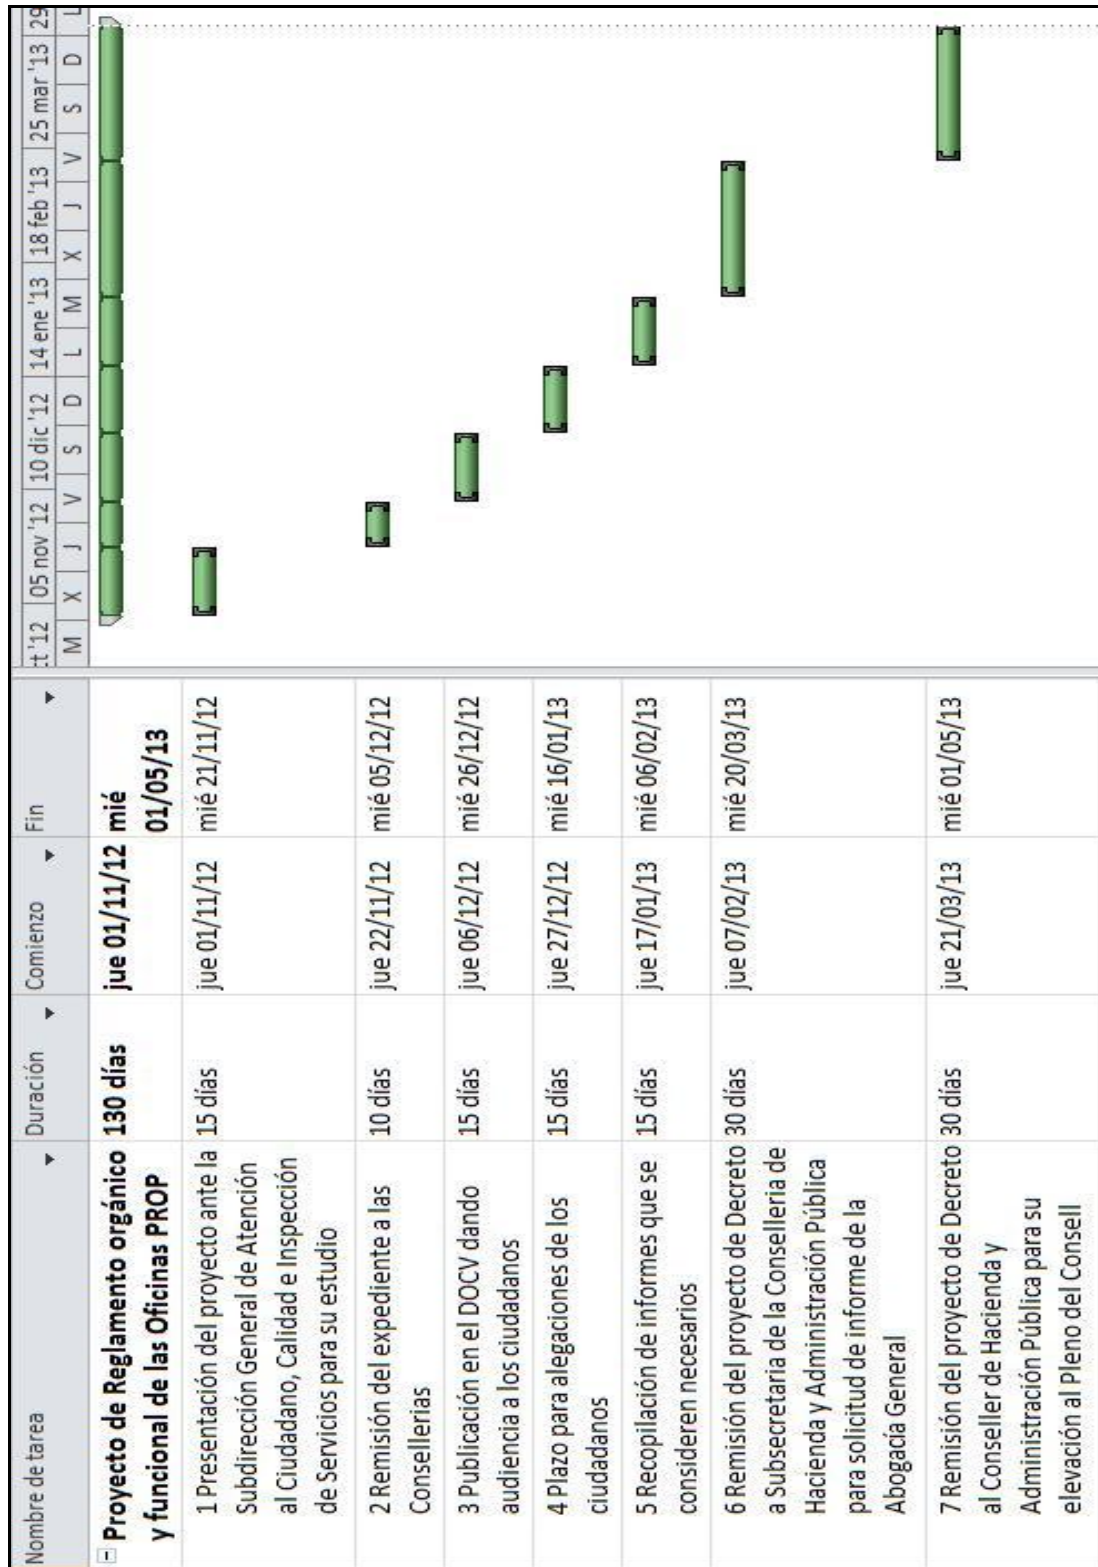 Nombre de tarea Duración Comienzo Fin
t '12 05 nov '12 10 dic '12 14 ene '13 18 feb '13 25 mar '13 29
M X J V S D L M X J V S D L
Proyecto de Reglamento orgánico 130 días jue 01/11/12 mié
y funcional de las Oficinas PROP 01/05/13
1 Presentación del proyecto ante la 15 días jue 01/11/12 mié 21/11/12
Subdirección General de Atención
al Ciudadano, Calidad e Inspección
de Servicios para su estudio
2 Remisión del expediente a las 10 días jue 22/11/12 mié 05/12/12
Consellerias
3 Publicación en el DOCV dando 15 días jue 06/12/12 mié 26/12/12
audiencia a los ciudadanos
4 Plazo para alegaciones de los 15 días jue 27/12/12 mié 16/01/13
ciudadanos
5 Recopilación de informes que se 15 días jue 17/01/13 mié 06/02/13
consideren necesarios
6 Remisión del proyecto de Decreto 30 días jue 07/02/13 mié 20/03/13
a Subsecretaria de la Conselleria de
Hacienda y Administración Pública
para solicitud de informe de la
Abogacía General
7 Remisión del proyecto de Decreto 30 días jue 21/03/13 mié 01/05/13
al Conseller de Hacienda y
Administración Pública para su
elevación al Pleno del Consell